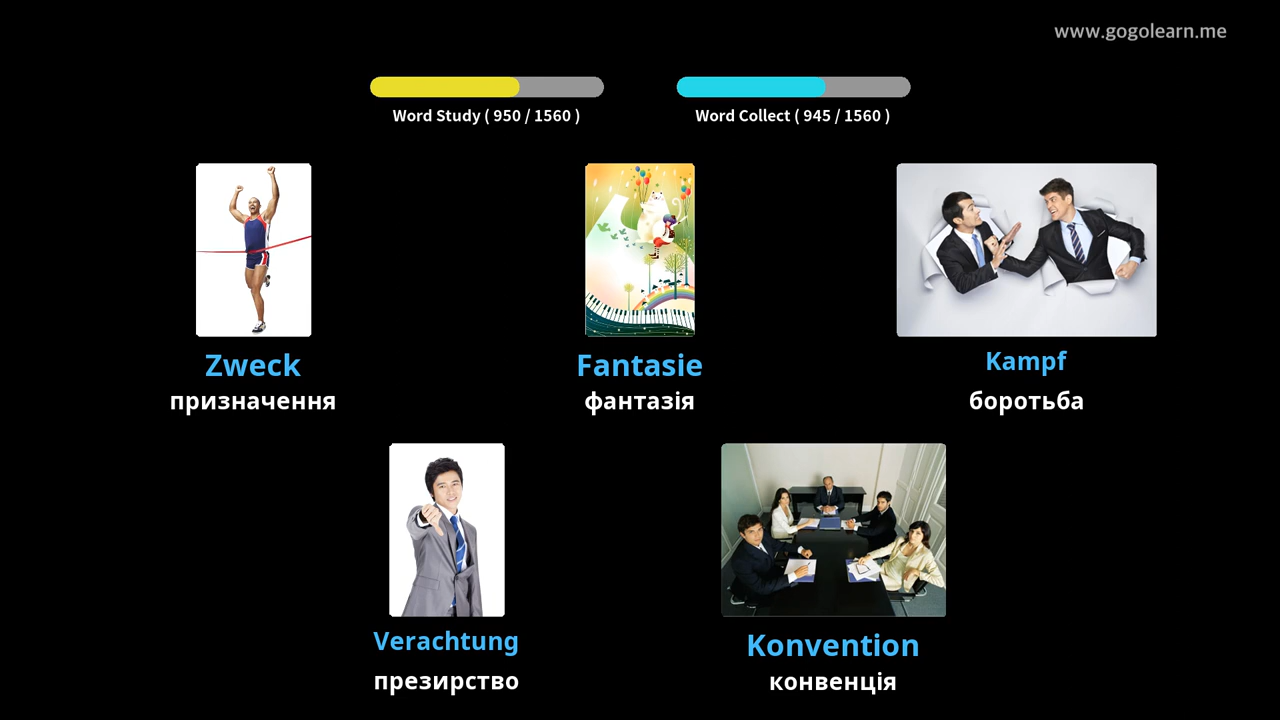 www.gogolearn.me
Word Study ( 950 / 1560 )
Word Collect ( 945 / 1560 )
Zweck
призначення
Fantasie
фантазія
Kampf
боротьба
Verachtung
презирство
Konvention
конвенція